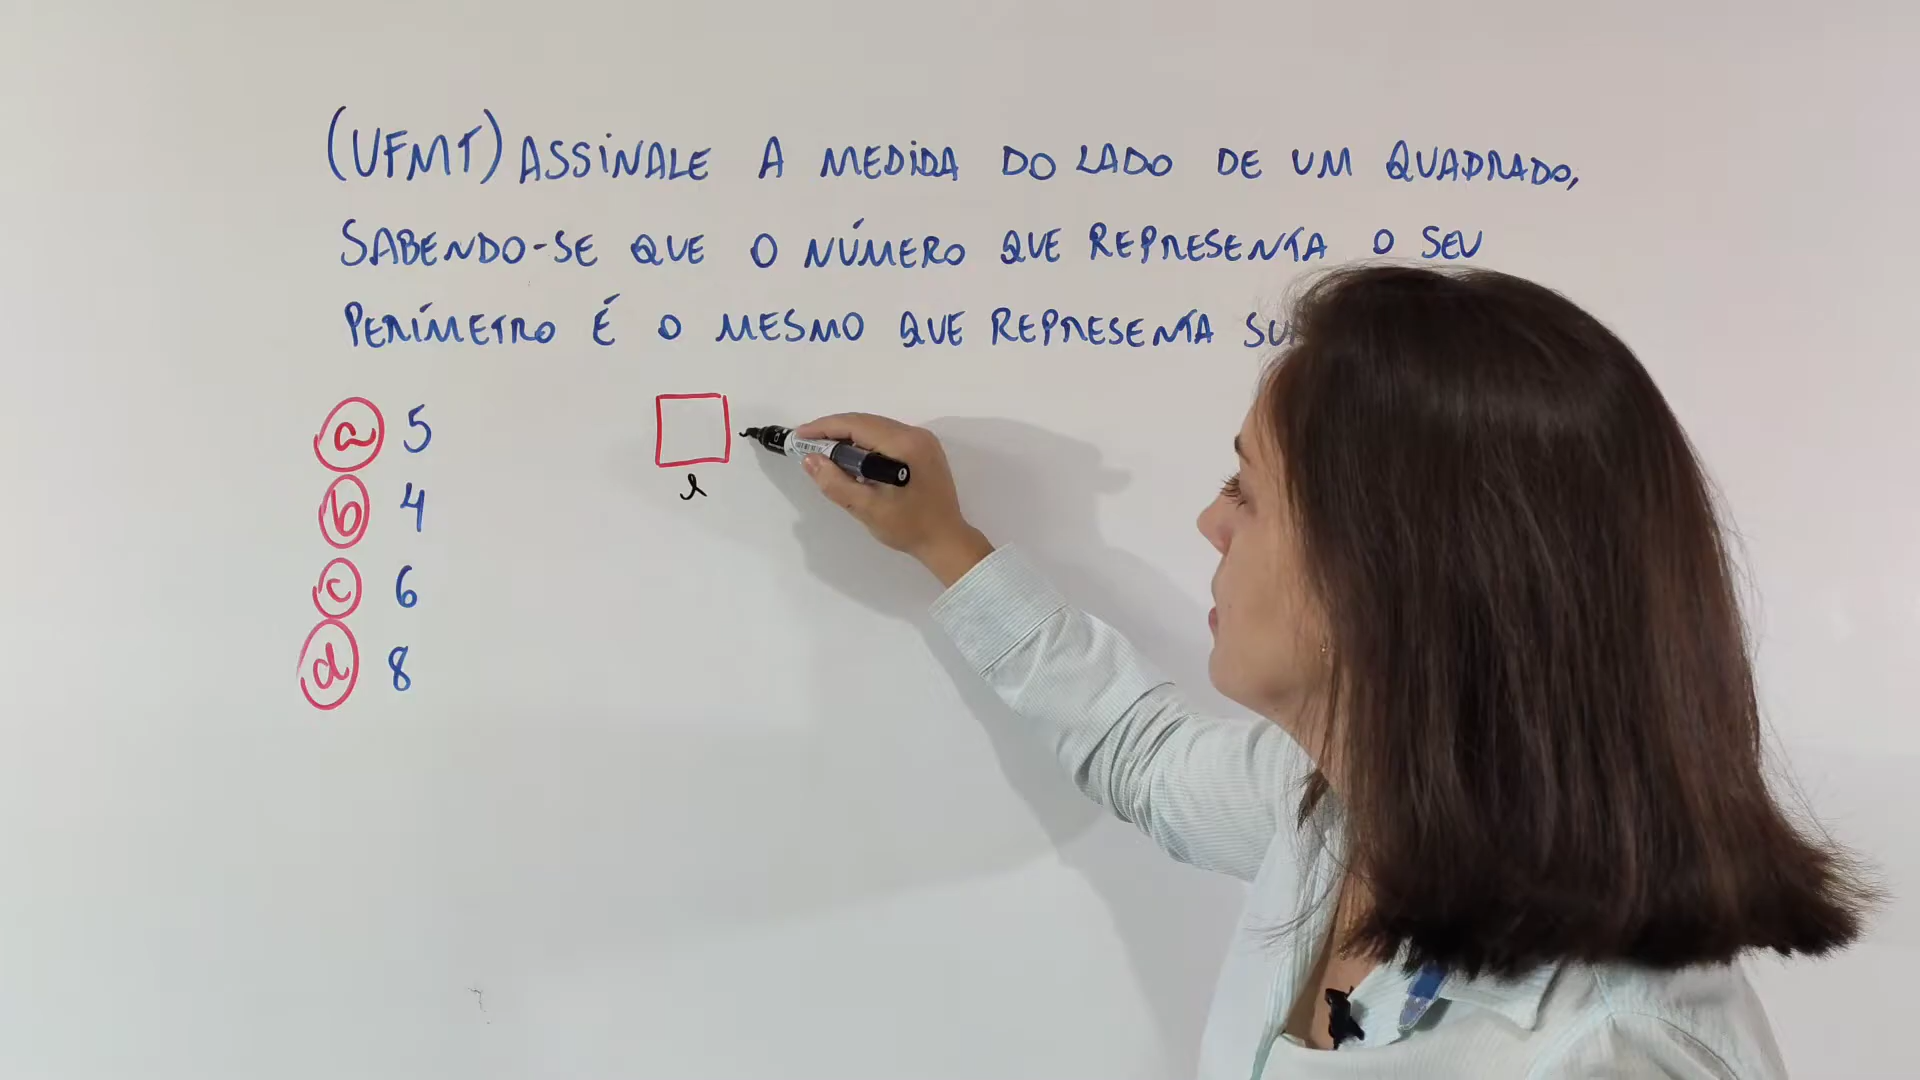 (UFMT) ASSINALE A MEDIDA DO LADO DE UM QUADRADO,
SABENDO-SE QUE O NÚMERO QUE REPRESENTA O SEU
PERÍMETRO É O MESMO QUE REPRESENTA
a 5
b 4
c 6
d 8
l